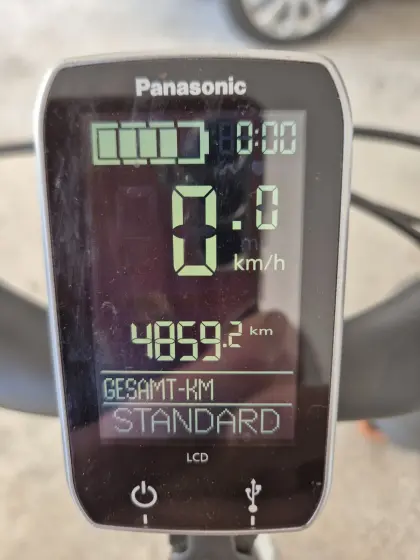 Panasonic
0:00
0.0
km/h
4859.2 km
GESAMT-KM
STANDARD
LCD